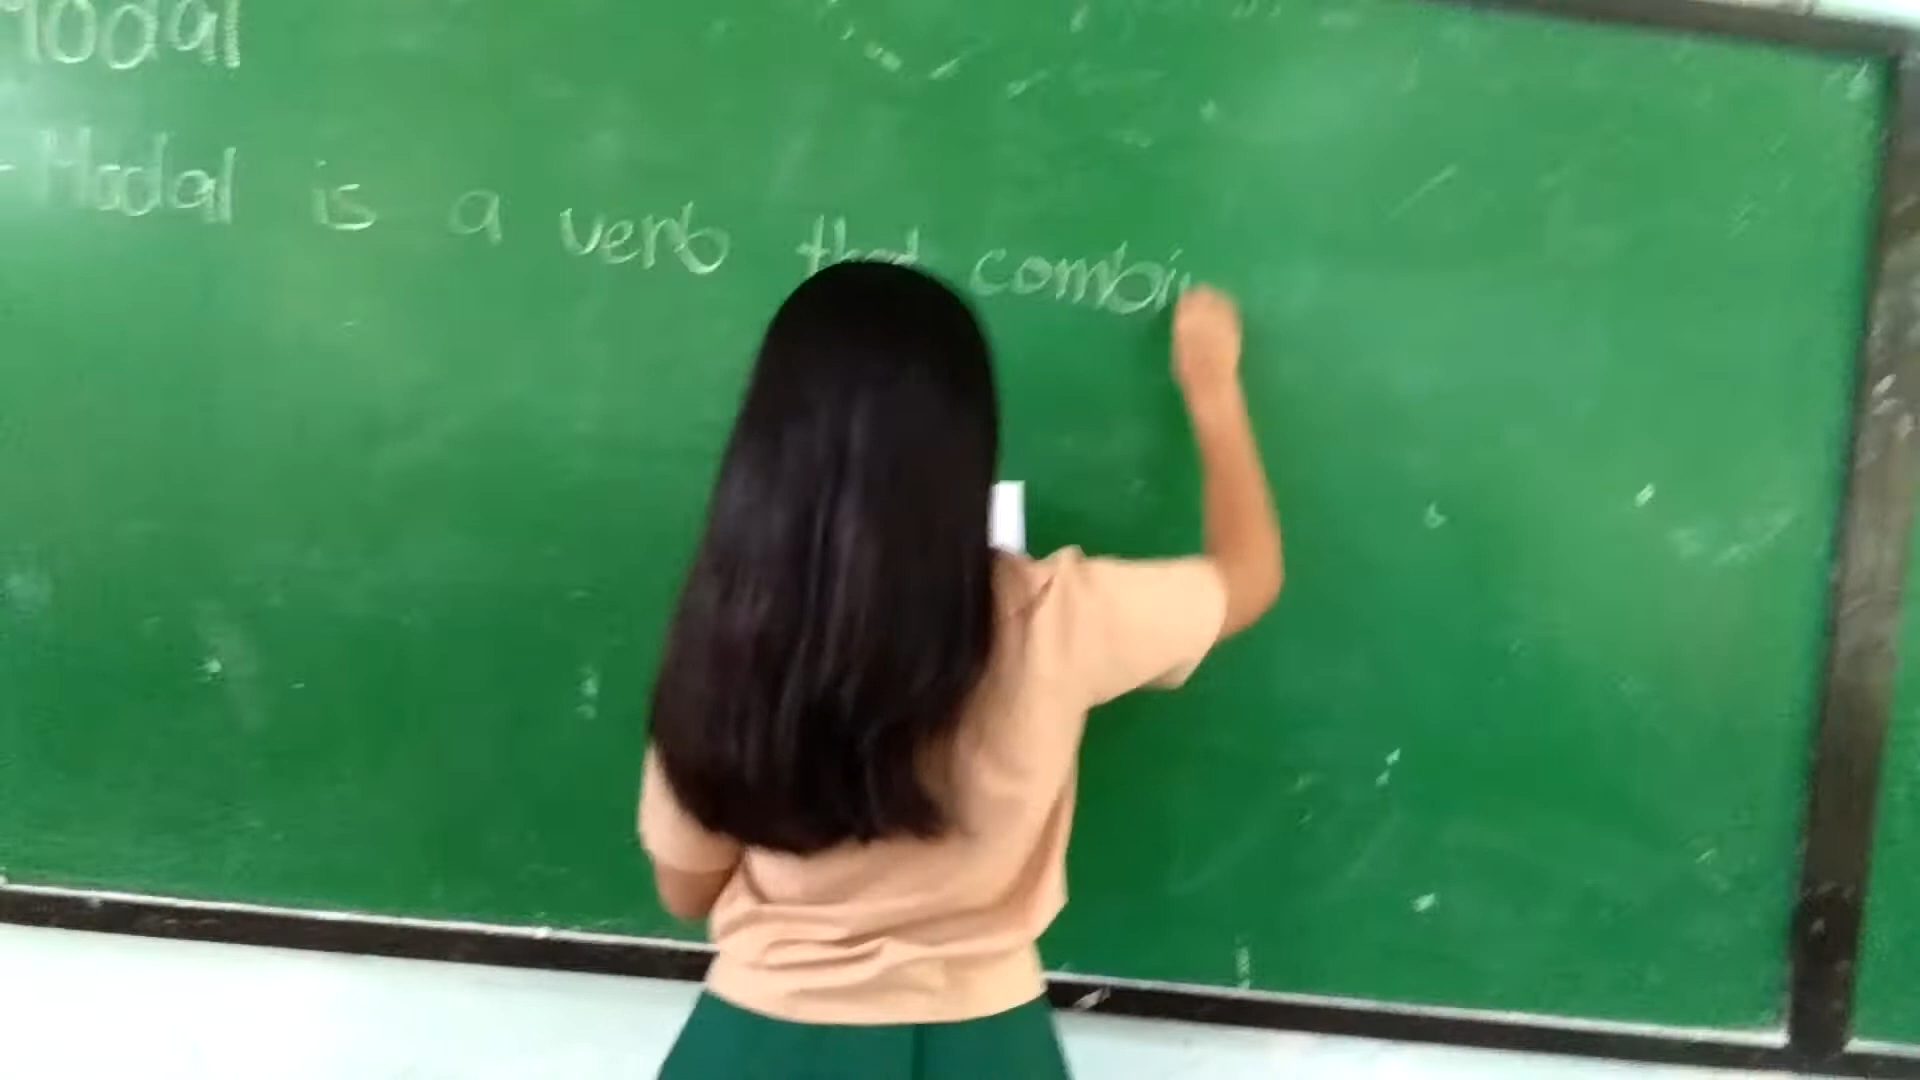 Modal
- Modal is a verb that combi